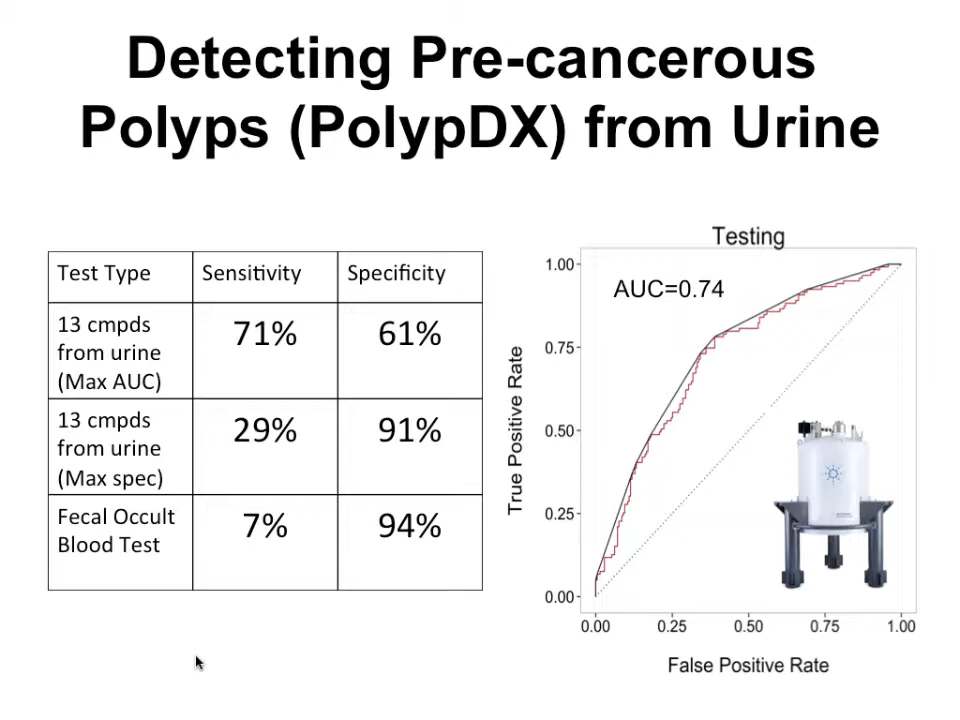 Detecting Pre-cancerous
Polyps (PolypDX) from Urine
Test Type Sensitivity Specificity
13 cmpds
from urine
(Max AUC)
71% 61%
13 cmpds
from urine
(Max spec)
29% 91%
Fecal Occult
Blood Test
7% 94%
Testing
AUC=0.74
True Positive Rate
1.00
0.75
0.50
0.25
0.00
0.00 0.25 0.50 0.75 1.00
False Positive Rate